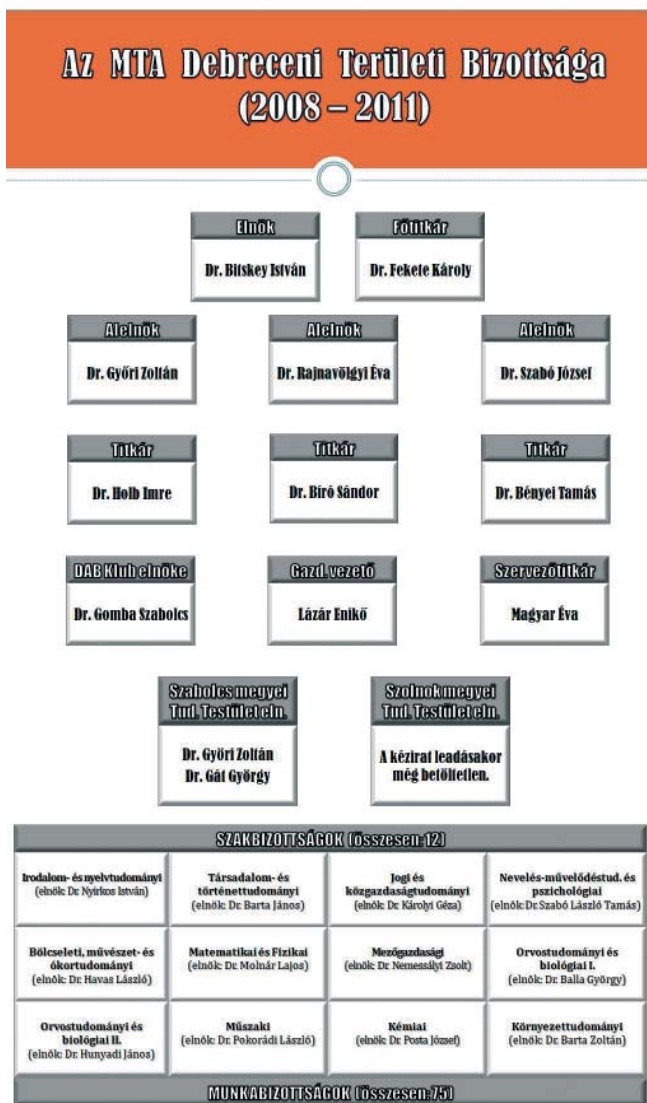 Az MTA Debreceni Területi Bizottsága
(2008 – 2011)
Elnök
Dr. Bitskey István
Főtitkár
Dr. Fekete Károly
Alelnök
Dr. Győri Zoltán
Alelnök
Dr. Rajnavölgyi Éva
Alelnök
Dr. Szabó József
Titkár
Dr. Holb Imre
Titkár
Dr. Bíró Sándor
Titkár
Dr. Bényei Tamás
DAB Klub elnöke
Dr. Gomba Szabolcs
Gazd. vezető
Lázár Enikő
Szervezőtitkár
Magyar Éva
Szabolcs megyei
Tud. Testület eln.
Dr. Győri Zoltán
Dr. Gát György
Szolnok megyei
Tud. Testület eln.
A kézirat leadásakor
még betöltetlen.
SZAKBIZOTTSÁGOK (összesen:12)
Irodalom- és nyelvtudományi
(elnök: Dr. Nyirkos István)
Társadalom- és
történettudományi
(elnök: Dr. Barta János)
Jogi és
közgazdaságtudományi
(elnök: Dr. Károlyi Géza)
Nevelés-művelődéstud. és
pszichológiai
(elnök: Dr Szabó László Tamás)
Bölcseleti, művészet- és
ókortudományi
(elnök: Dr. Havas László)
Matematikai és Fizikai
(elnök: Dr. Molnár Lajos)
Mezőgazdasági
(elnök: Dr. Nemessályi Zsolt)
Orvostudományi és
biológiai I.
(elnök: Dr. Balla György)
Orvostudományi és
biológiai II.
(elnök: Dr. Hunyadi János)
Műszaki
(elnök: Dr. Pokorádi László)
Kémiai
(elnök: Dr. Posta József)
Környezettudományi
(elnök: Dr. Barta Zoltán)
MUNKABIZOTTSÁGOK (összesen:75)